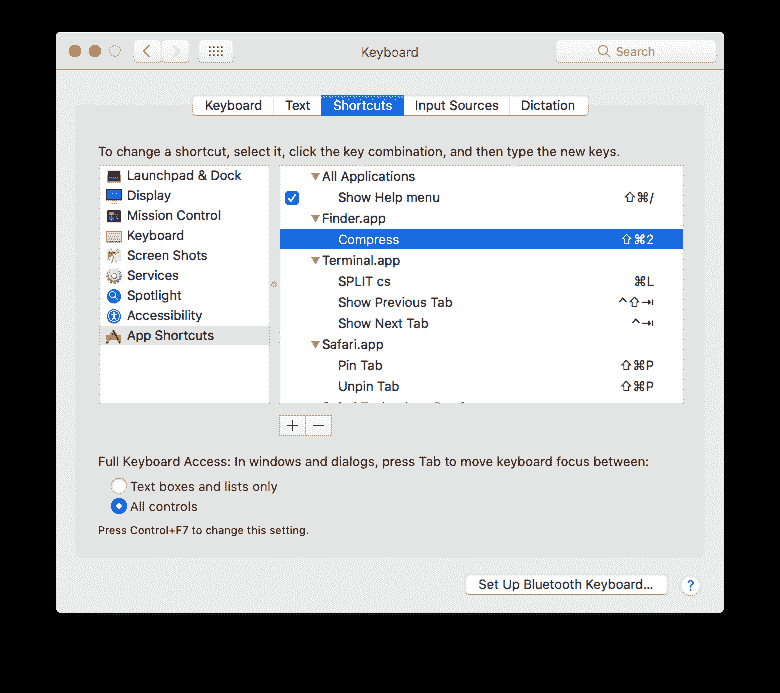 Keyboard
Search
Keyboard Text Shortcuts Input Sources Dictation
To change a shortcut, select it, click the key combination, and then type the new keys.
Launchpad & Dock
Display
Mission Control
Keyboard
Screen Shots
Services
Spotlight
Accessibility
App Shortcuts
All Applications
Show Help menu ⇧⌘/
Finder.app
Compress ⇧⌘2
Terminal.app
SPLIT cs ⌘L
Show Previous Tab ^⇧⇥
Show Next Tab ^⇥
Safari.app
Pin Tab ⇧⌘P
Unpin Tab ⇧⌘P
Full Keyboard Access: In windows and dialogs, press Tab to move keyboard focus between:
Text boxes and lists only
All controls
Press Control+F7 to change this setting.
Set Up Bluetooth Keyboard... ?